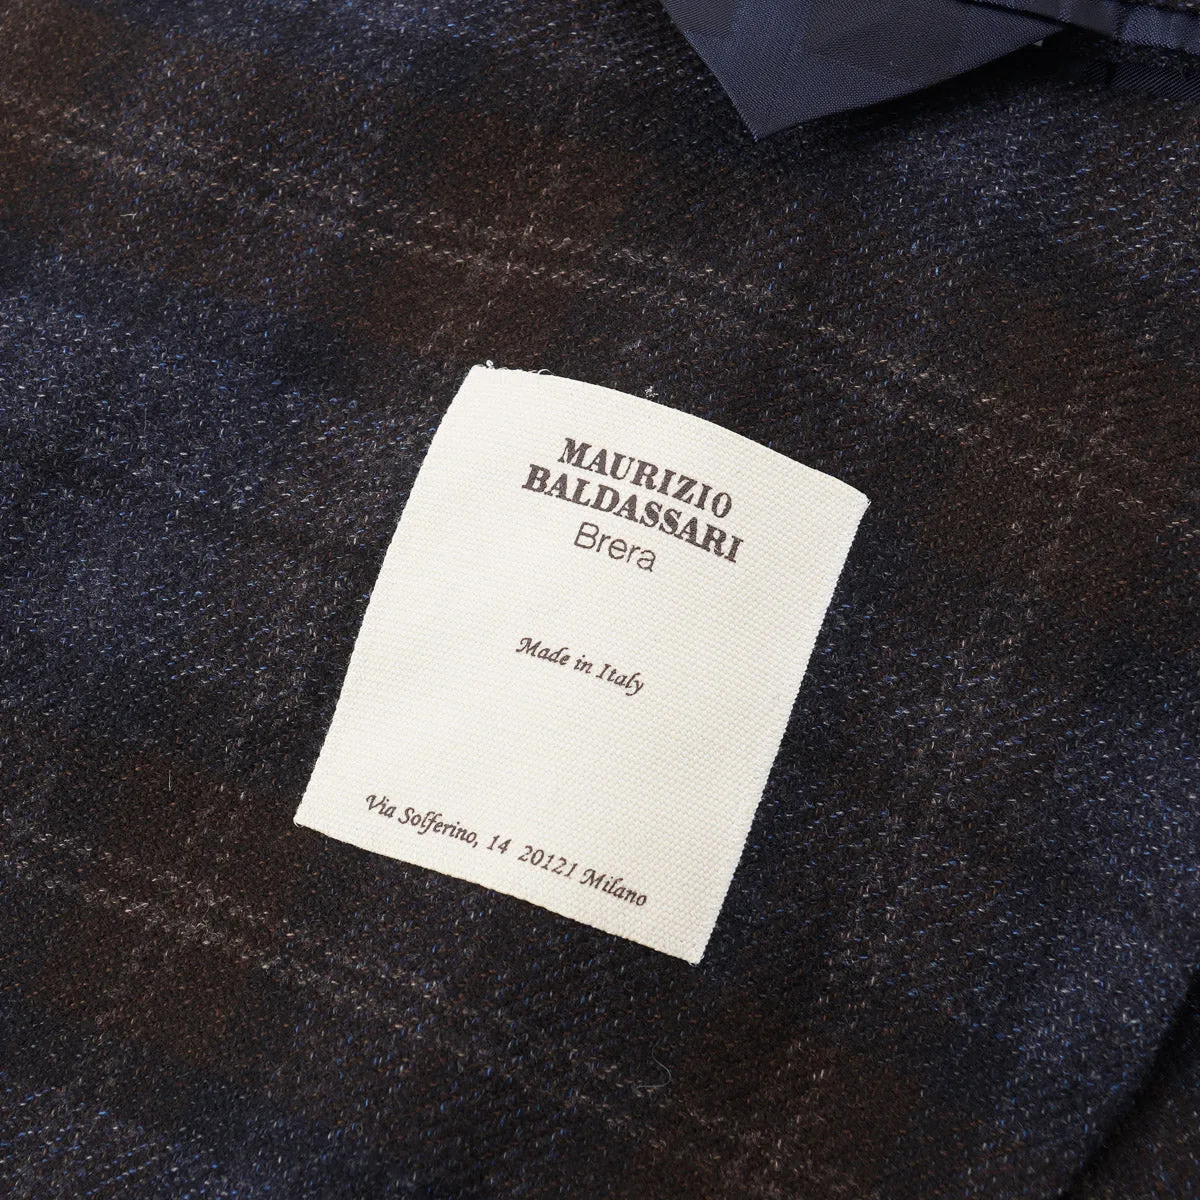 MAURIZIO
BALDASSARI
Brera
Made in Italy
Via Solferino, 14 20121 Milano